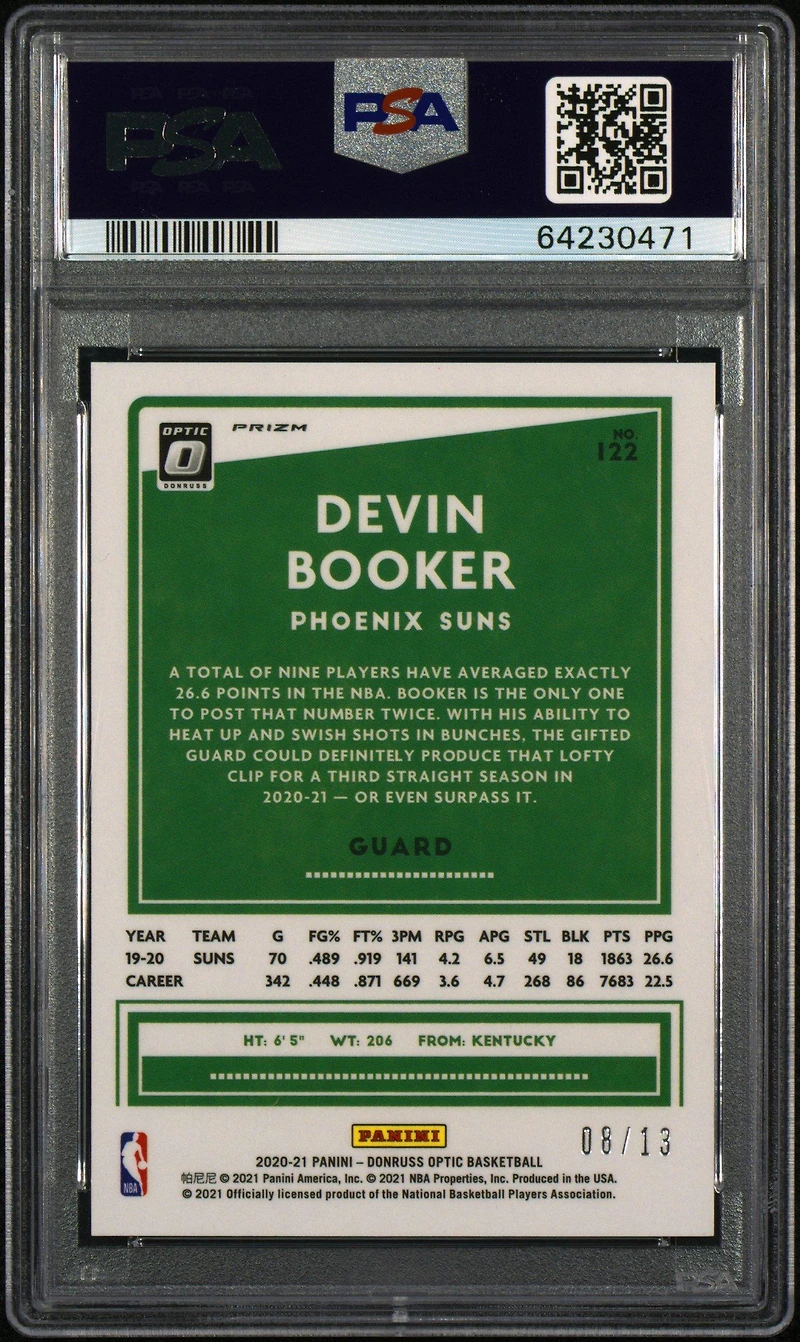 PSA
PSA
64230471
OPTIC
DONRUSS
PRIZM
NO.
122
DEVIN
BOOKER
PHOENIX SUNS
A TOTAL OF NINE PLAYERS HAVE AVERAGED EXACTLY
26.6 POINTS IN THE NBA. BOOKER IS THE ONLY ONE
TO POST THAT NUMBER TWICE. WITH HIS ABILITY TO
HEAT UP AND SWISH SHOTS IN BUNCHES, THE GIFTED
GUARD COULD DEFINITELY PRODUCE THAT LOFTY
CLIP FOR A THIRD STRAIGHT SEASON IN
2020-21 — OR EVEN SURPASS IT.
GUARD
YEAR TEAM G FG% FT% 3PM RPG APG STL BLK PTS PPG
19-20 SUNS 70 .489 .919 141 4.2 6.5 49 18 1863 26.6
CAREER 342 .448 .871 669 3.6 4.7 268 86 7683 22.5
HT: 6' 5" WT: 206 FROM: KENTUCKY
PANINI
08/13
NBA
2020-21 PANINI – DONRUSS OPTIC BASKETBALL
帕尼尼 © 2021 Panini America, Inc. © 2021 NBA Properties, Inc. Produced in the USA.
© 2021 Officially licensed product of the National Basketball Players Association.
PSA